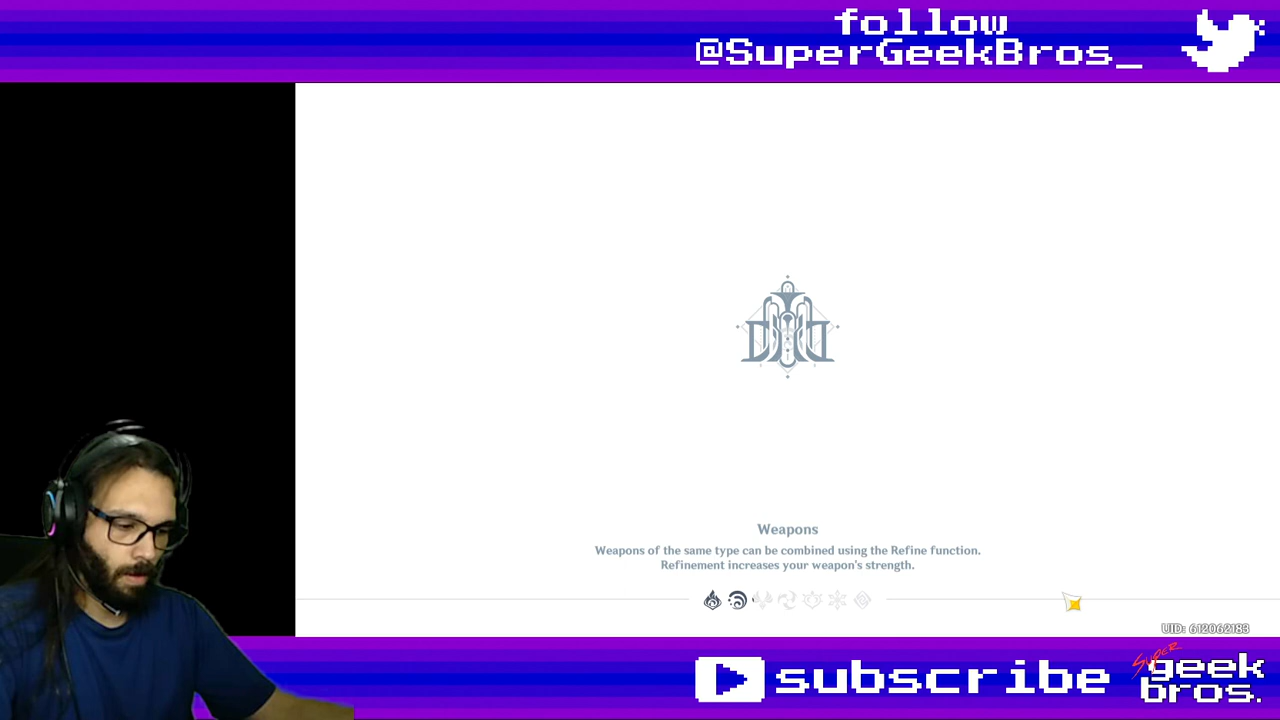 follow
@SuperGeekBros_
Weapons
Weapons of the same type can be combined using the Refine function.
Refinement increases your weapon's strength.
UID: 612062183
subscribe
SUPER
geek
bros.